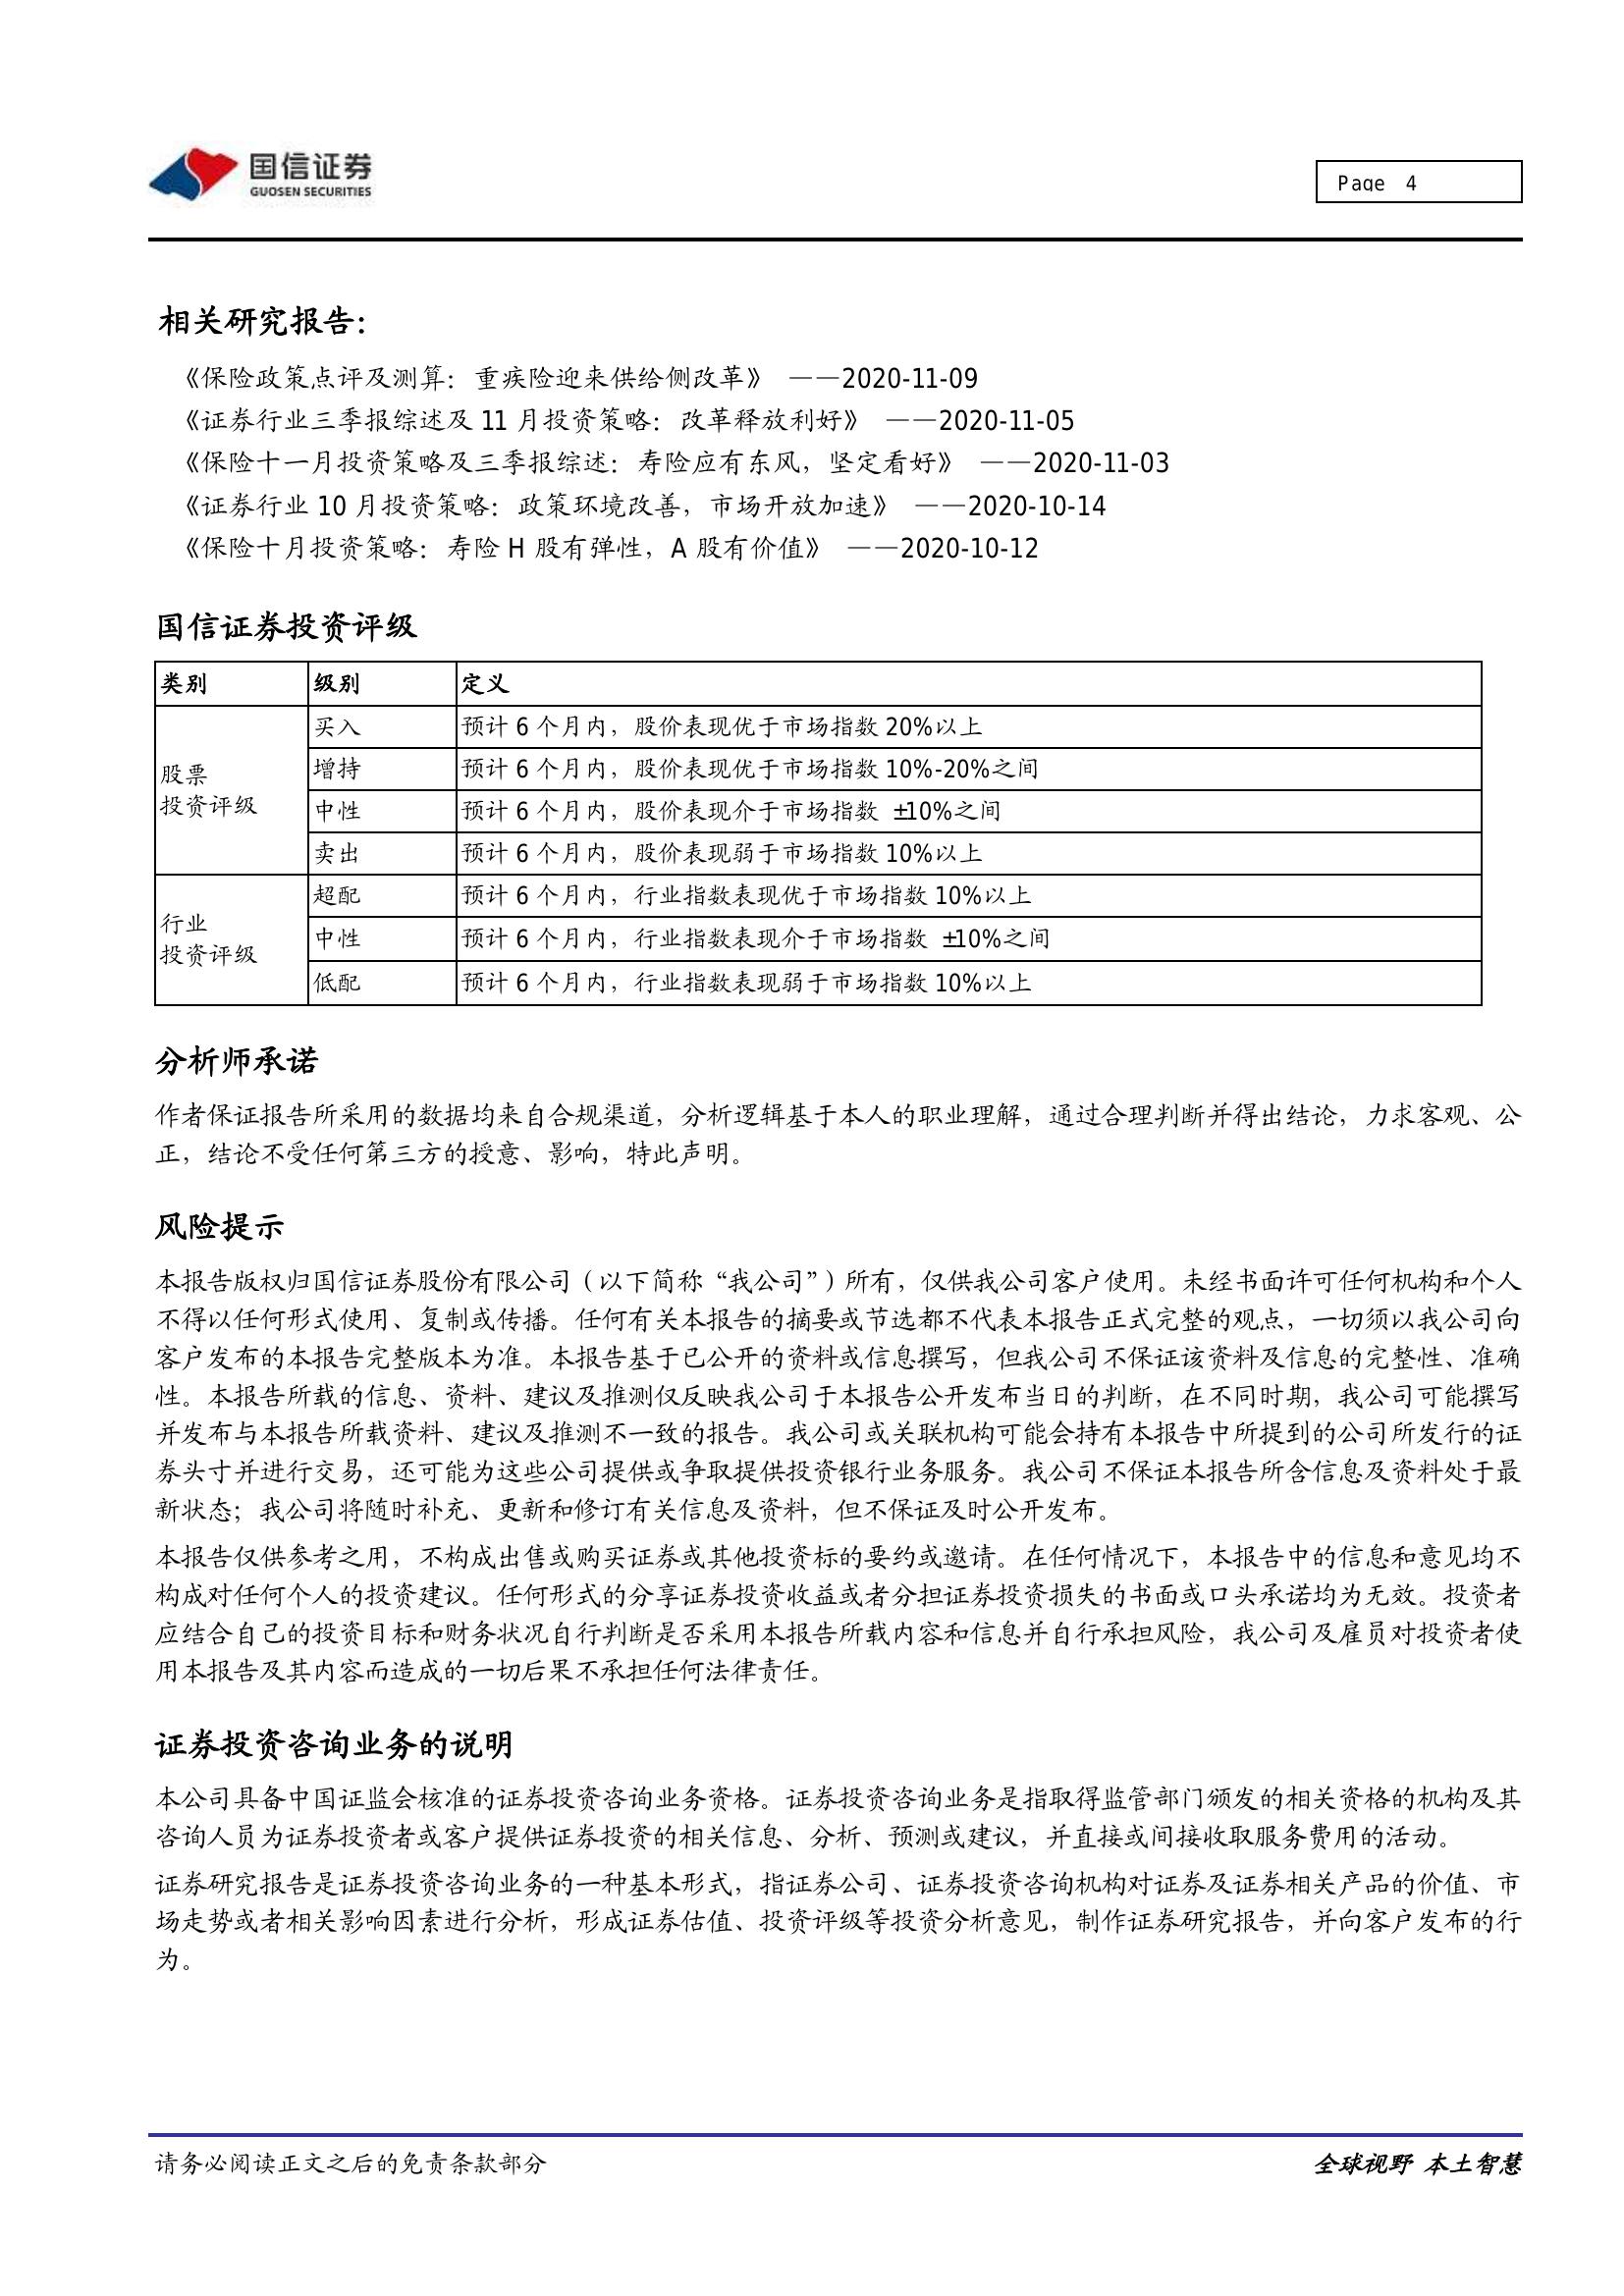 国信证券
GUOSEN SECURITIES
Page 4
相关研究报告：
《保险政策点评及测算：重疾险迎来供给侧改革》 ——2020-11-09
《证券行业三季报综述及 11 月投资策略：改革释放利好》 ——2020-11-05
《保险十一月投资策略及三季报综述：寿险应有东风，坚定看好》 ——2020-11-03
《证券行业 10 月投资策略：政策环境改善，市场开放加速》 ——2020-10-14
《保险十月投资策略：寿险 H 股有弹性，A 股有价值》 ——2020-10-12
国信证券投资评级
类别 级别 定义
股票
投资评级
买入 预计 6 个月内，股价表现优于市场指数 20%以上
增持 预计 6 个月内，股价表现优于市场指数 10%-20%之间
中性 预计 6 个月内，股价表现介于市场指数 ±10%之间
卖出 预计 6 个月内，股价表现弱于市场指数 10%以上
行业
投资评级
超配 预计 6 个月内，行业指数表现优于市场指数 10%以上
中性 预计 6 个月内，行业指数表现介于市场指数 ±10%之间
低配 预计 6 个月内，行业指数表现弱于市场指数 10%以上
分析师承诺
作者保证报告所采用的数据均来自合规渠道，分析逻辑基于本人的职业理解，通过合理判断并得出结论，力求客观、公
正，结论不受任何第三方的授意、影响，特此声明。
风险提示
本报告版权归国信证券股份有限公司（以下简称“我公司”）所有，仅供我公司客户使用。未经书面许可任何机构和个人
不得以任何形式使用、复制或传播。任何有关本报告的摘要或节选都不代表本报告正式完整的观点，一切须以我公司向
客户发布的本报告完整版本为准。本报告基于已公开的资料或信息撰写，但我公司不保证该资料及信息的完整性、准确
性。本报告所载的信息、资料、建议及推测仅反映我公司于本报告公开发布当日的判断，在不同时期，我公司可能撰写
并发布与本报告所载资料、建议及推测不一致的报告。我公司或关联机构可能会持有本报告中所提到的公司所发行的证
券头寸并进行交易，还可能为这些公司提供或争取提供投资银行业务服务。我公司不保证本报告所含信息及资料处于最
新状态；我公司将随时补充、更新和修订有关信息及资料，但不保证及时公开发布。
本报告仅供参考之用，不构成出售或购买证券或其他投资标的要约或邀请。在任何情况下，本报告中的信息和意见均不
构成对任何个人的投资建议。任何形式的分享证券投资收益或者分担证券投资损失的书面或口头承诺均为无效。投资者
应结合自己的投资目标和财务状况自行判断是否采用本报告所载内容和信息并自行承担风险，我公司及雇员对投资者使
用本报告及其内容而造成的一切后果不承担任何法律责任。
证券投资咨询业务的说明
本公司具备中国证监会核准的证券投资咨询业务资格。证券投资咨询业务是指取得监管部门颁发的相关资格的机构及其
咨询人员为证券投资者或客户提供证券投资的相关信息、分析、预测或建议，并直接或间接收取服务费用的活动。
证券研究报告是证券投资咨询业务的一种基本形式，指证券公司、证券投资咨询机构对证券及证券相关产品的价值、市
场走势或者相关影响因素进行分析，形成证券估值、投资评级等投资分析意见，制作证券研究报告，并向客户发布的行
为。
请务必阅读正文之后的免责条款部分
全球视野 本土智慧